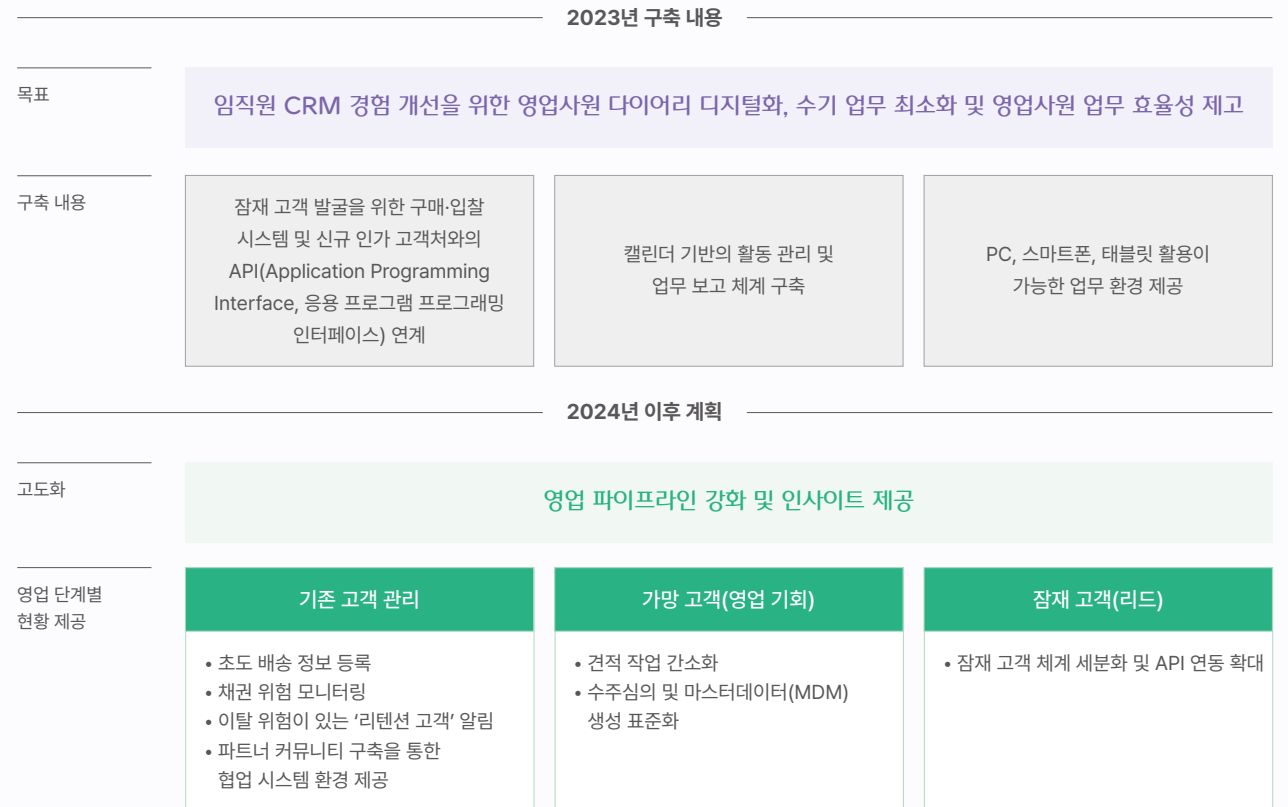 2023년 구축 내용
목표
임직원 CRM 경험 개선을 위한 영업사원 다이어리 디지털화, 수기 업무 최소화 및 영업사원 업무 효율성 제고
구축 내용
잠재 고객 발굴을 위한 구매·입찰
시스템 및 신규 인가 고객처와의
API(Application Programming
Interface, 응용 프로그램 프로그래밍
인터페이스) 연계
캘린더 기반의 활동 관리 및
업무 보고 체계 구축
PC, 스마트폰, 태블릿 활용이
가능한 업무 환경 제공
2024년 이후 계획
고도화
영업 파이프라인 강화 및 인사이트 제공
영업 단계별
현황 제공
기존 고객 관리
• 초도 배송 정보 등록
• 채권 위험 모니터링
• 이탈 위험이 있는 ‘리텐션 고객’ 알림
• 파트너 커뮤니티 구축을 통한
협업 시스템 환경 제공
가망 고객(영업 기회)
• 견적 작업 간소화
• 수주심의 및 마스터데이터(MDM)
생성 표준화
잠재 고객(리드)
• 잠재 고객 체계 세분화 및 API 연동 확대